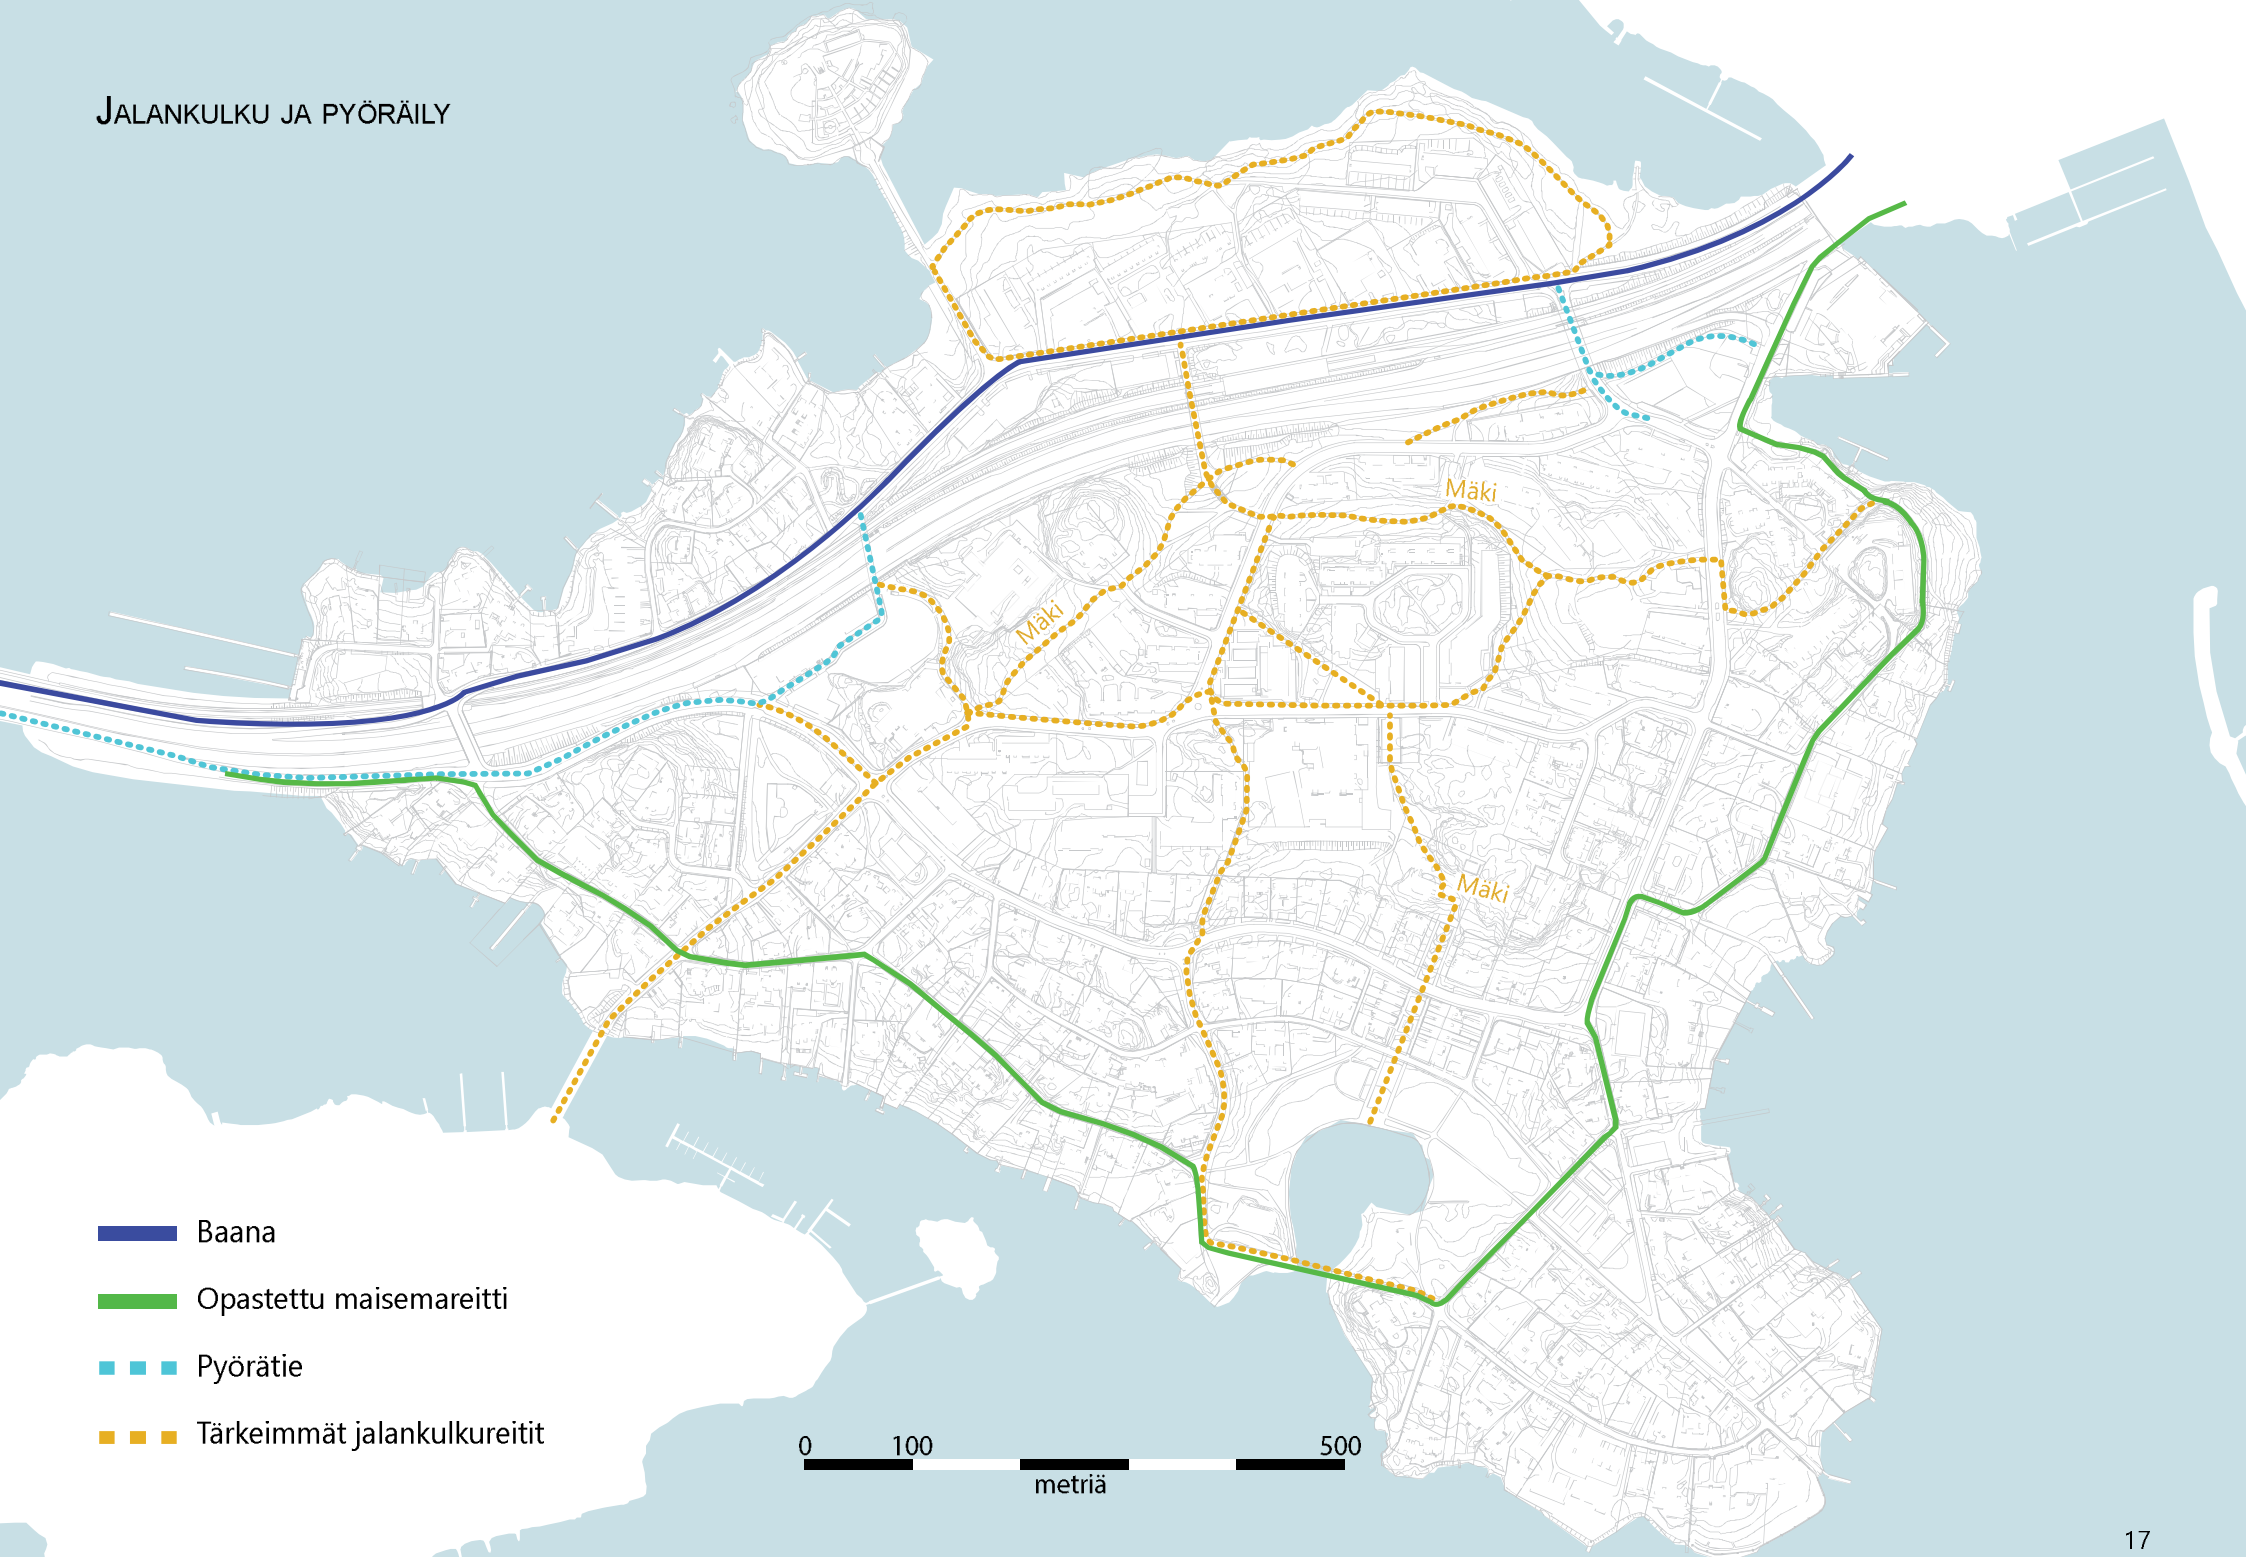 JALANKULKU JA PYÖRÄILY
Mäki
Mäki
Mäki
Baana
Opastettu maisemareitti
Pyörätie
Tärkeimmät jalankulkureitit
0 100 500
metriä
17